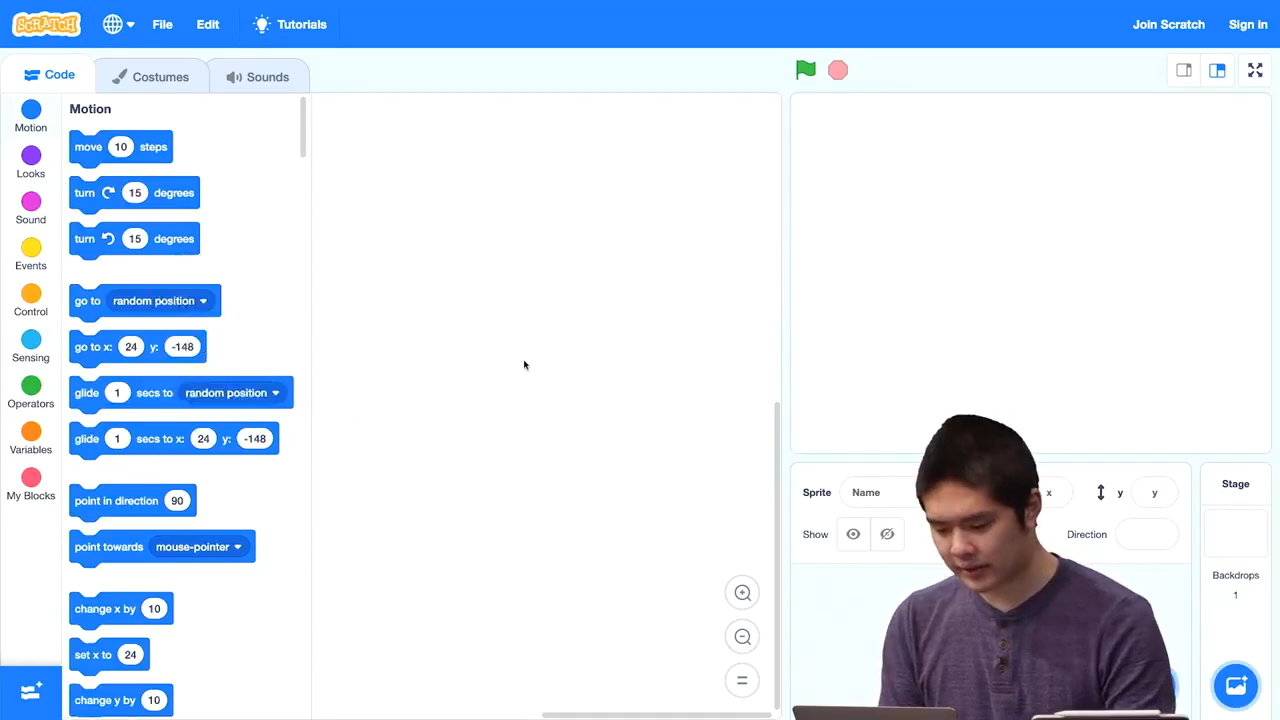 SCRATCH File Edit Tutorials Join Scratch Sign in
Code Costumes Sounds
Motion
Looks
Sound
Events
Control
Sensing
Operators
Variables
My Blocks
Motion
move 10 steps
turn 15 degrees
turn 15 degrees
go to random position
go to x: 24 y: -148
glide 1 secs to random position
glide 1 secs to x: 24 y: -148
point in direction 90
point towards mouse-pointer
change x by 10
set x to 24
change y by 10
Sprite Name x y y
Show Direction
Stage
Backdrops
1